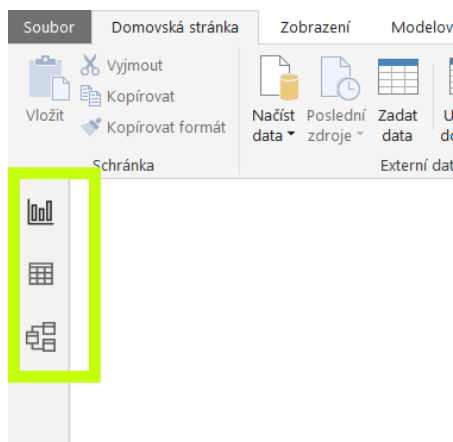 Soubor Domovská stránka Zobrazení Modelov
Vyjmout
Kopírovat
Kopírovat formát
Vložit
Schránka
Načíst data
Poslední zdroje
Zadat data
Externí dat